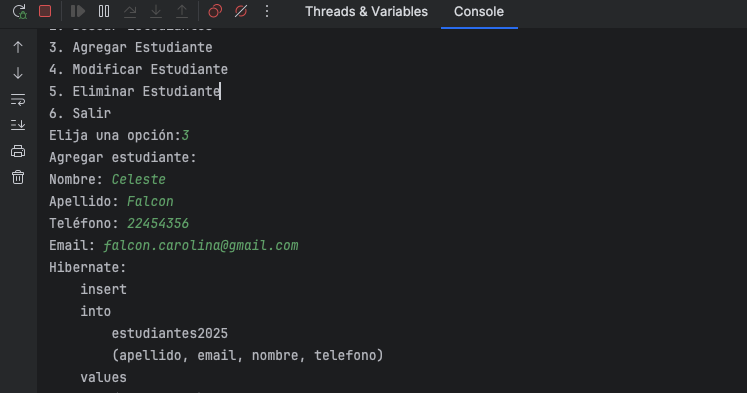 Threads & Variables Console
3. Agregar Estudiante
4. Modificar Estudiante
5. Eliminar Estudiante
6. Salir
Elija una opción:3
Agregar estudiante:
Nombre: Celeste
Apellido: Falcon
Teléfono: 22454356
Email: falcon.carolina@gmail.com
Hibernate:
insert
into
estudiantes2025
(apellido, email, nombre, telefono)
values